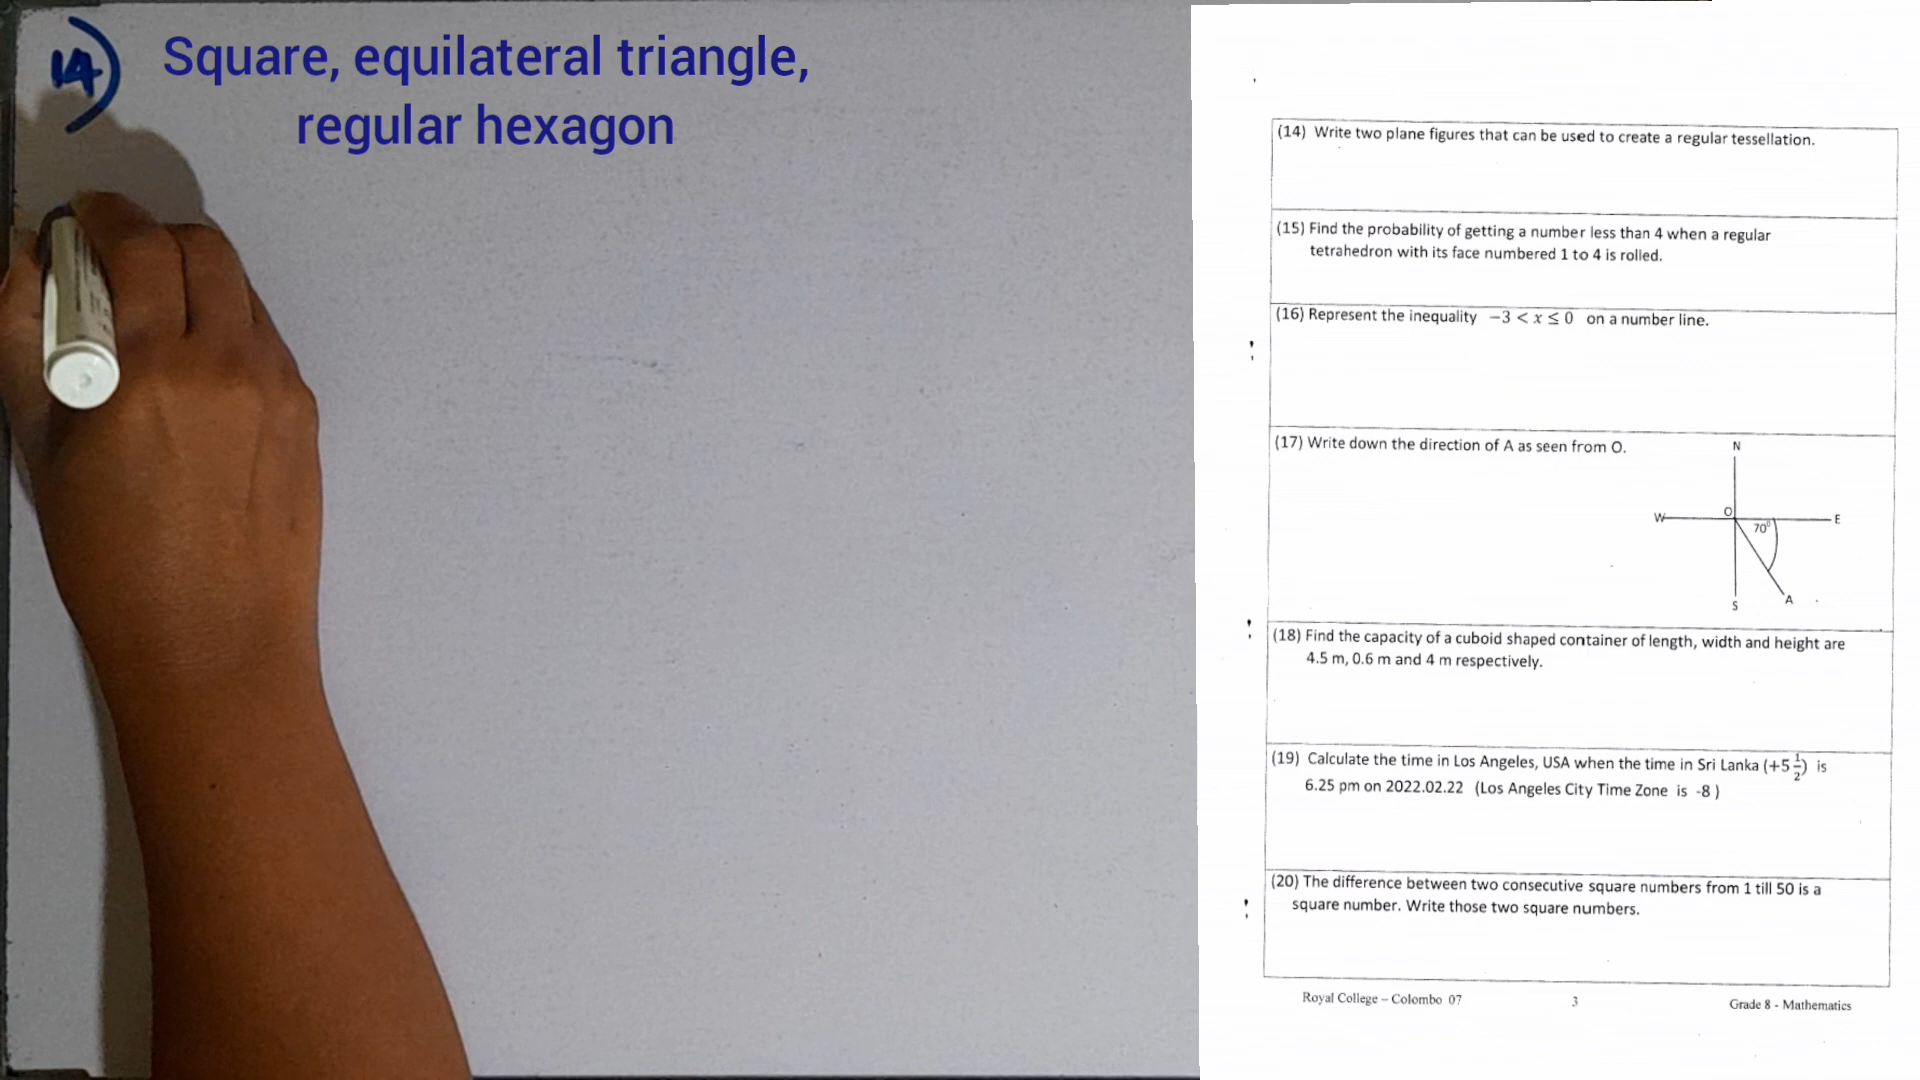 14)
Square, equilateral triangle,
regular hexagon
(14) Write two plane figures that can be used to create a regular tessellation.
(15) Find the probability of getting a number less than 4 when a regular
tetrahedron with its face numbered 1 to 4 is rolled.
(16) Represent the inequality −3 < x ≤ 0 on a number line.
(17) Write down the direction of A as seen from O.
N
W
O
E
70⁰
S
A
(18) Find the capacity of a cuboid shaped container of length, width and height are
4.5 m, 0.6 m and 4 m respectively.
(19) Calculate the time in Los Angeles, USA when the time in Sri Lanka (+5 1/2) is
6.25 pm on 2022.02.22 (Los Angeles City Time Zone is -8 )
(20) The difference between two consecutive square numbers from 1 till 50 is a
square number. Write those two square numbers.
Royal College – Colombo 07 3 Grade 8 - Mathematics